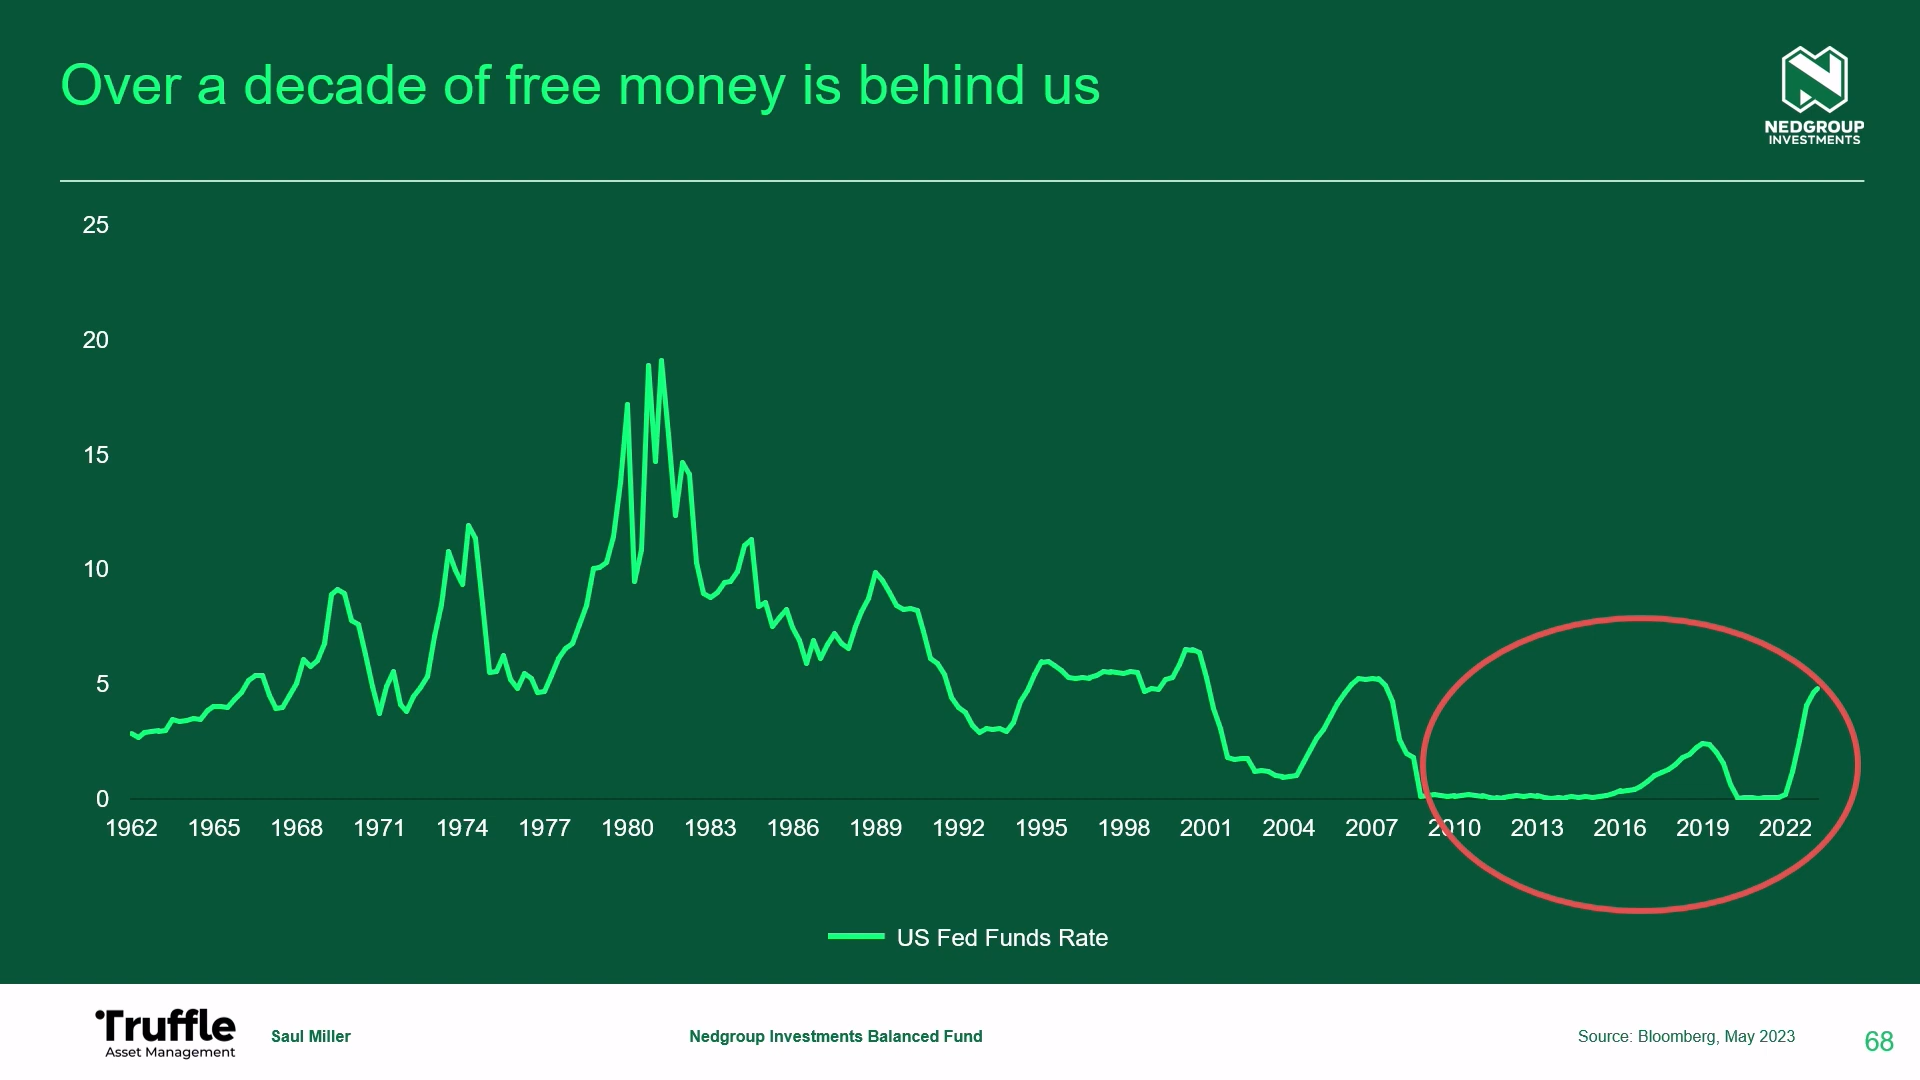 Over a decade of free money is behind us
NEDGROUP
INVESTMENTS
25
20
15
10
5
0
1962 1965 1968 1971 1974 1977 1980 1983 1986 1989 1992 1995 1998 2001 2004 2007 2010 2013 2016 2019 2022
US Fed Funds Rate
Truffle
Asset Management
Saul Miller
Nedgroup Investments Balanced Fund
Source: Bloomberg, May 2023
68